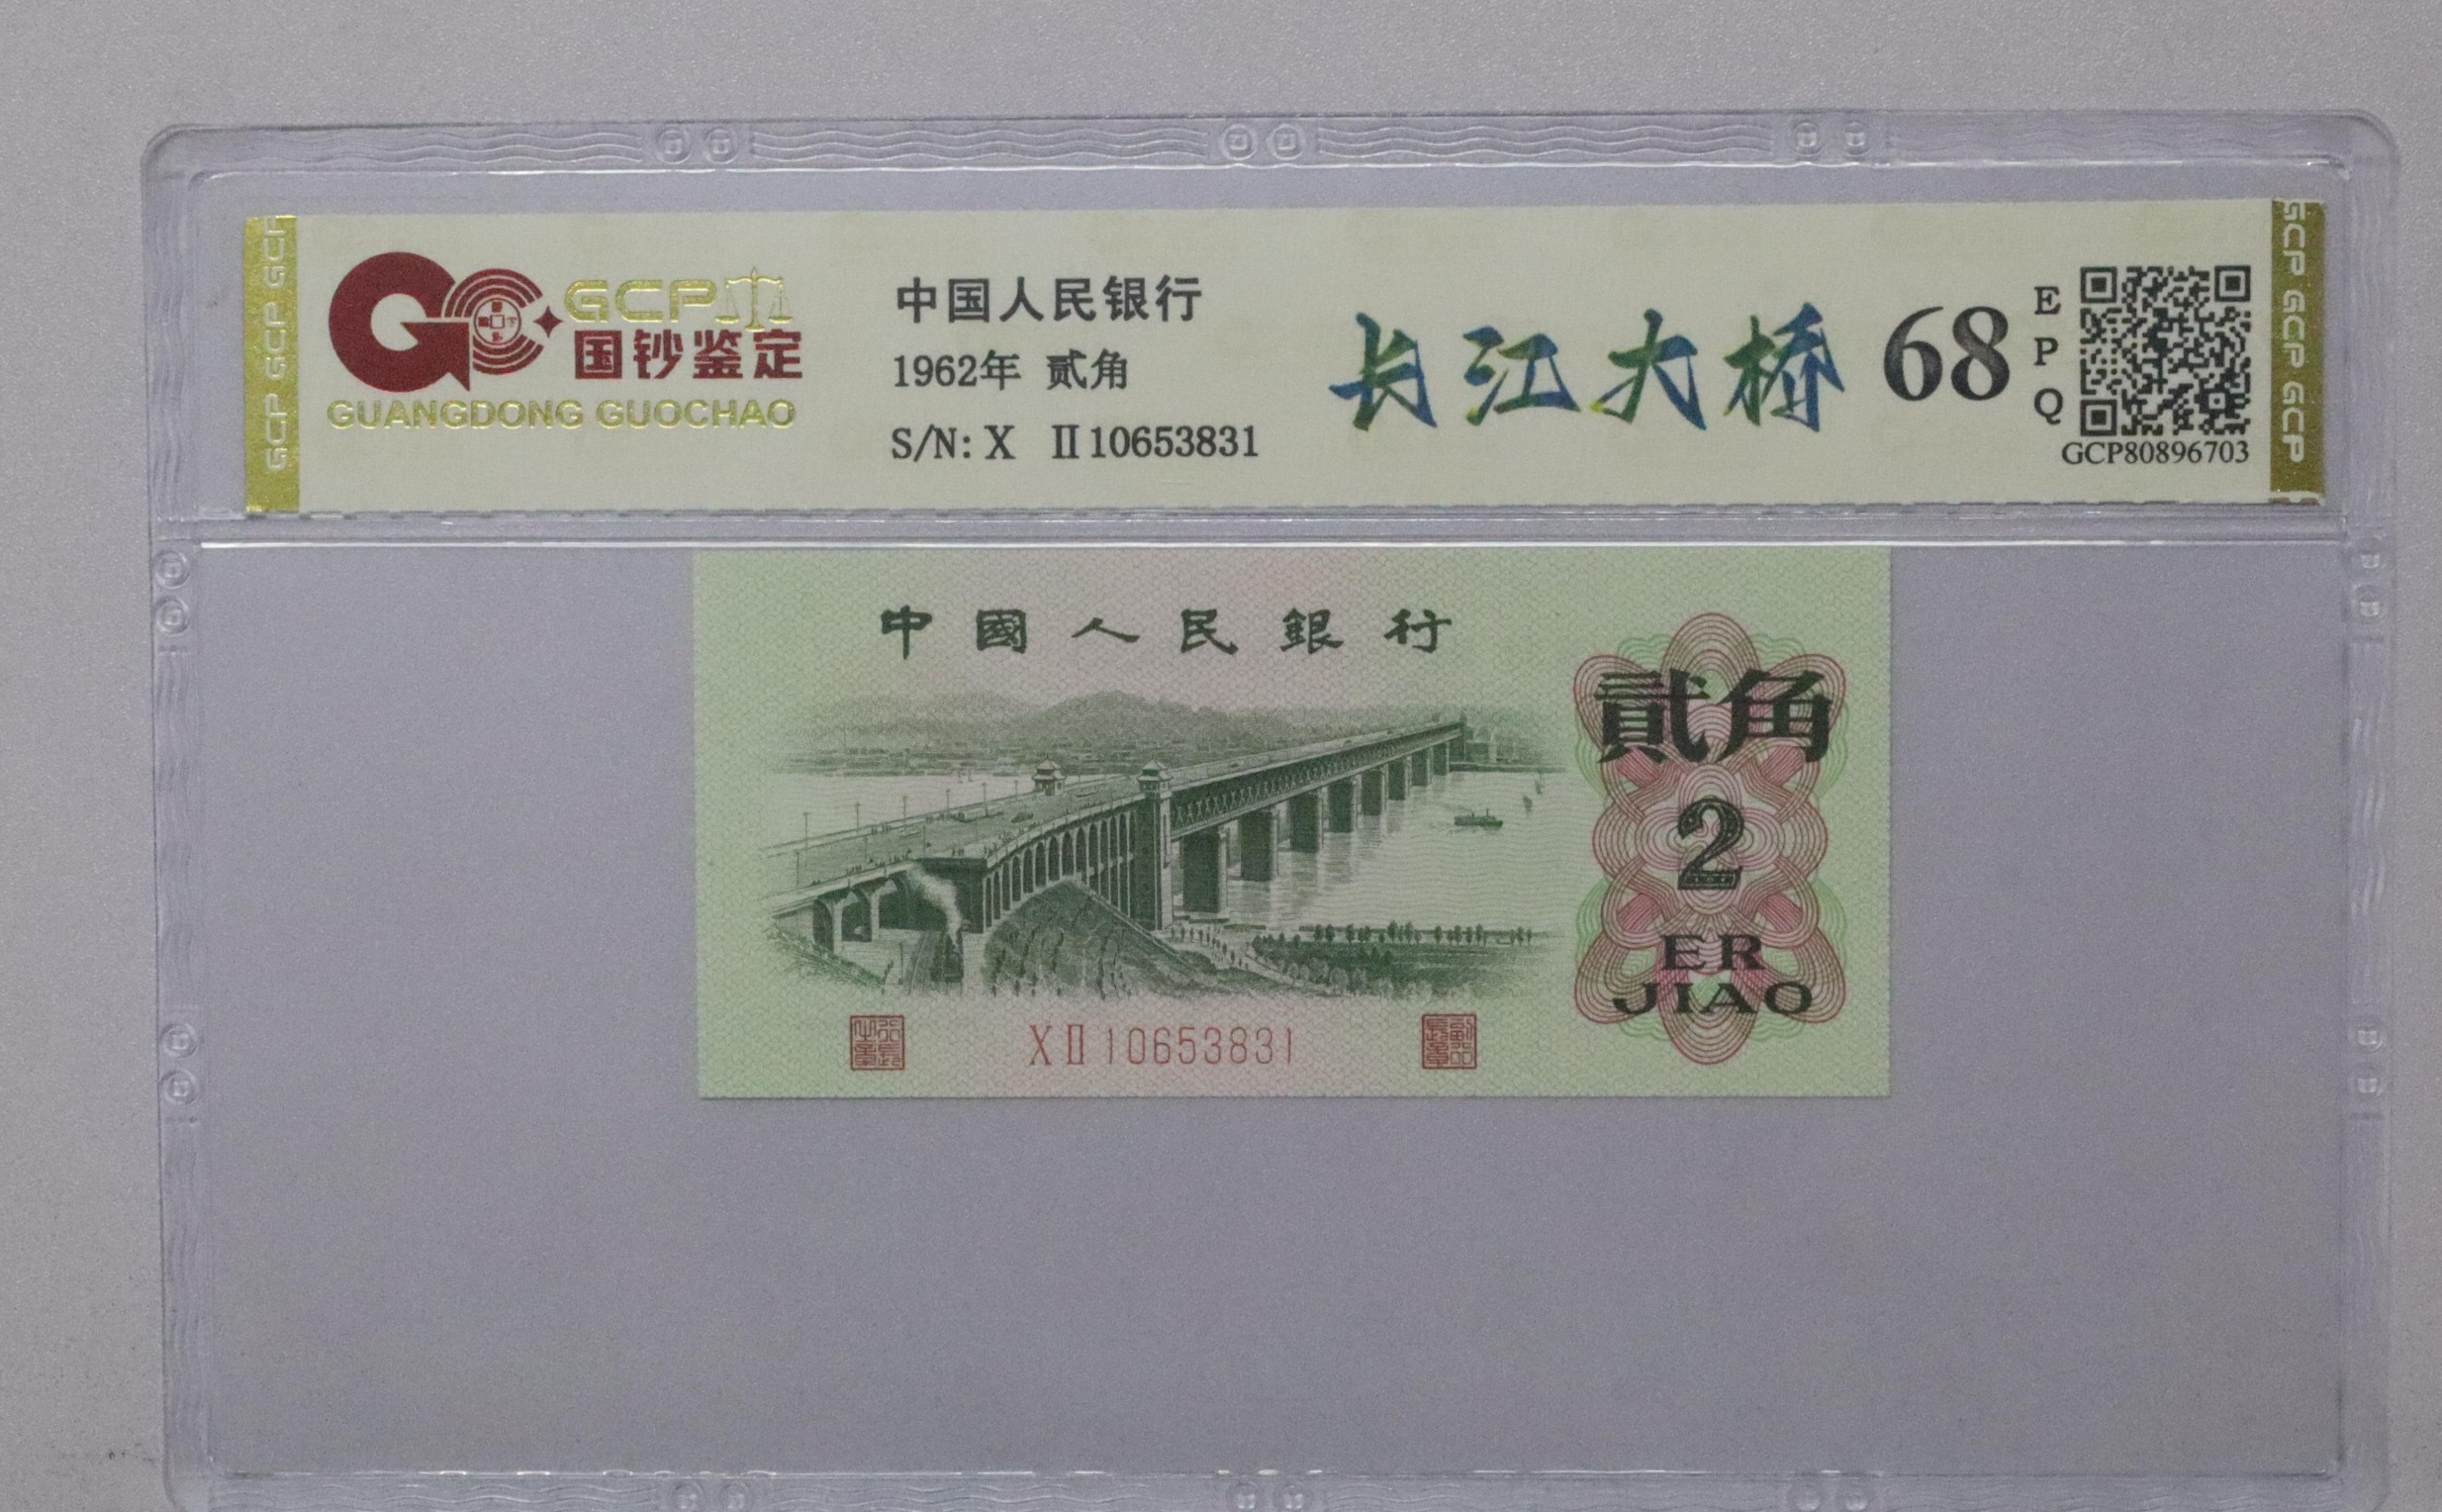 GCP
国钞鉴定
GUANGDONG GUOCHAO
中国人民银行
1962年 贰角
S/N: X Ⅱ10653831
长江大桥
68
EPQ
GCP80896703
GCP GCP GCP
GCP GCP GCP
中國人民銀行
貳角
2
ER
JIAO
XⅡ10653831